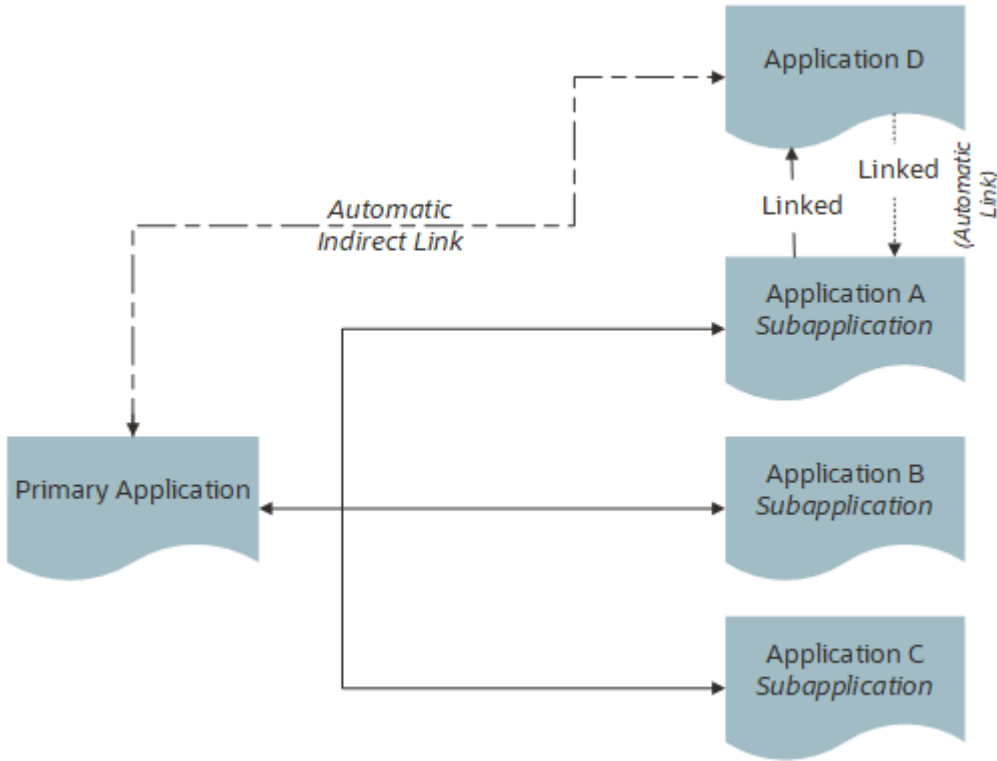 Application D
Linked
Linked
(Automatic
Link)
Automatic
Indirect Link
Application A
Subapplication
Primary Application
Application B
Subapplication
Application C
Subapplication